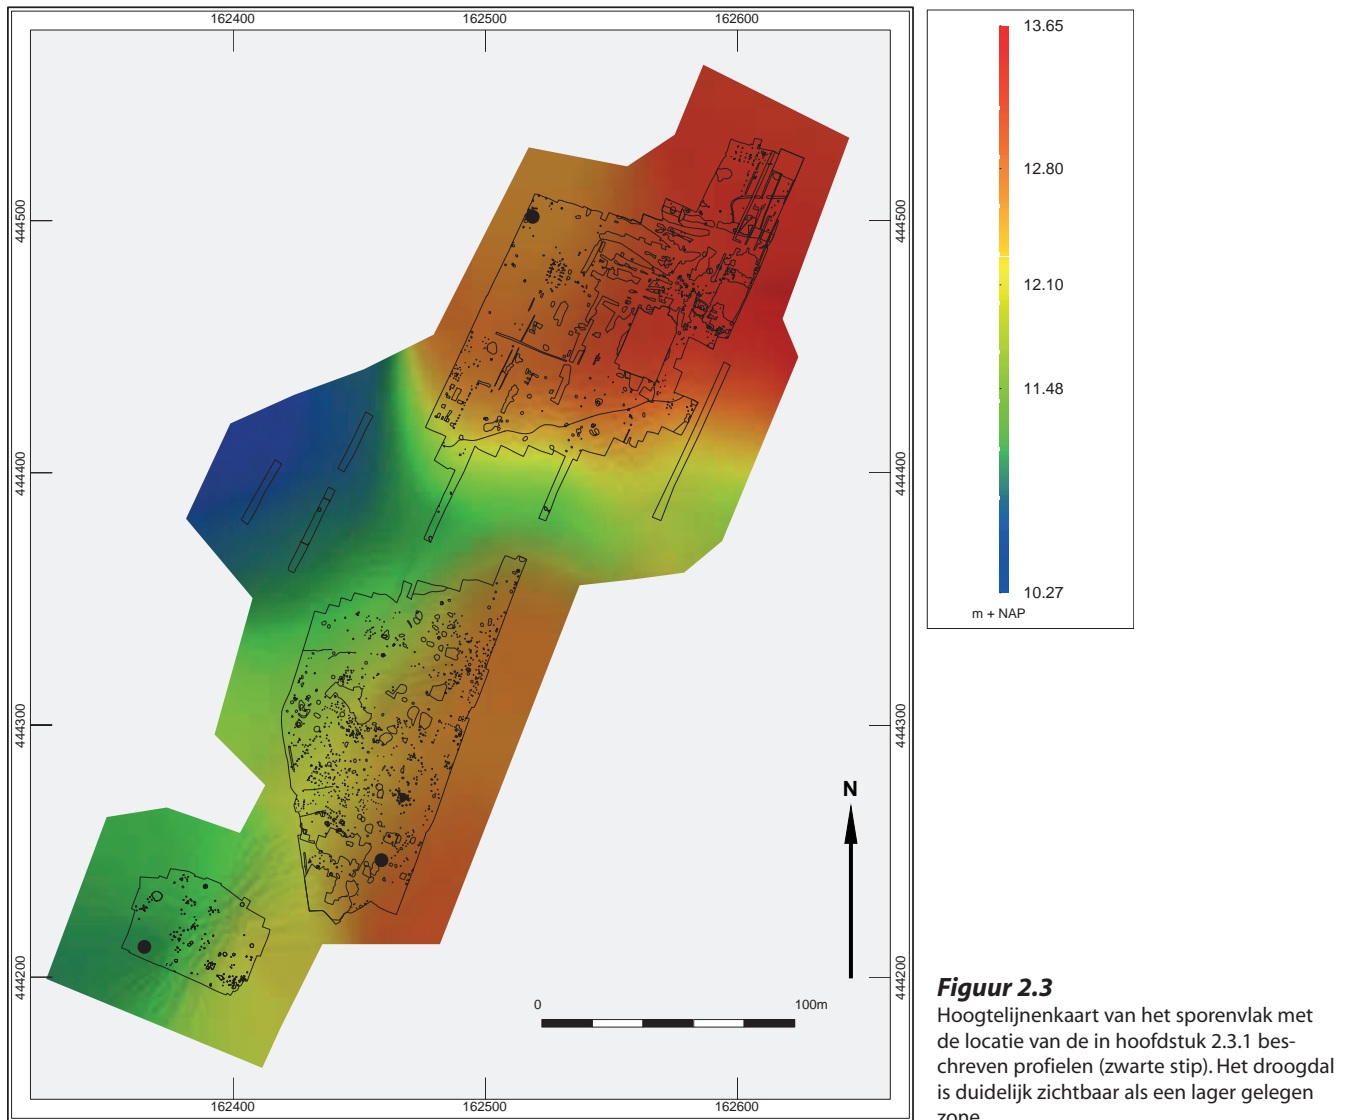 162400
162500
162600
13.65
12.80
444500
444500
12.10
11.48
444400
444400
10.27
m + NAP
444300
444300
N
444200
444200
0
100m
162400
162500
162600
Figuur 2.3
Hoogtelijnenkaart van het sporenvlak met
de locatie van de in hoofdstuk 2.3.1 bes-
chreven profielen (zwarte stip). Het droogdal
is duidelijk zichtbaar als een lager gelegen
zone